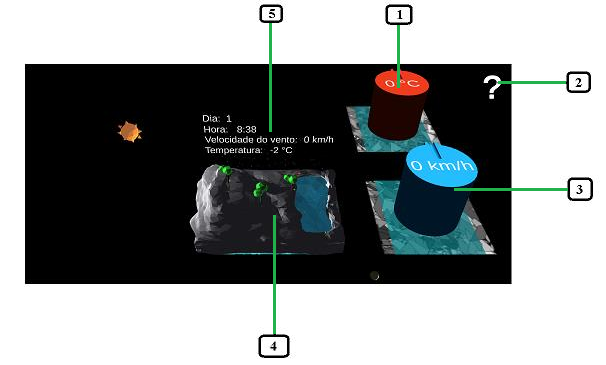 5
1
0 °C
?
2
Dia: 1
Hora: 8:38
Velocidade do vento: 0 km/h
Temperatura: -2 °C
0 km/h
3
4